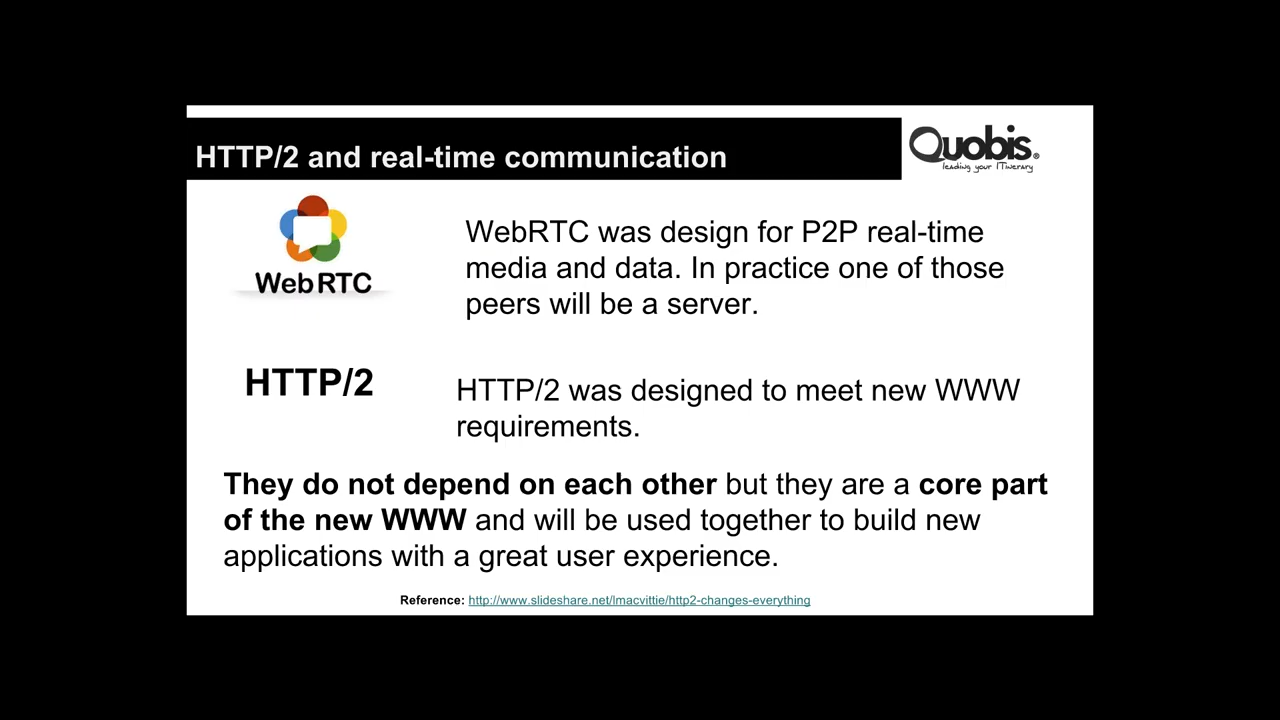 HTTP/2 and real-time communication
Quobis®
leading your ITinerary
WebRTC
WebRTC was design for P2P real-time
media and data. In practice one of those
peers will be a server.
HTTP/2
HTTP/2 was designed to meet new WWW
requirements.
They do not depend on each other but they are a core part
of the new WWW and will be used together to build new
applications with a great user experience.
Reference: http://www.slideshare.net/lmacvittie/http2-changes-everything